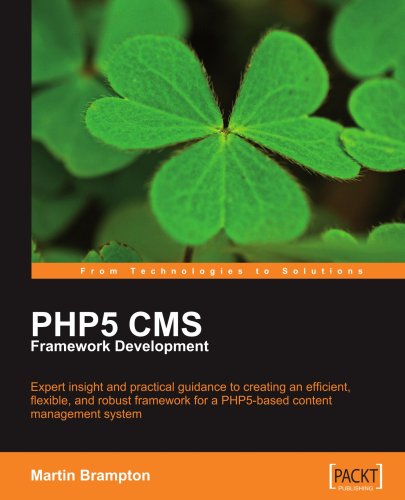 From Technologies to Solutions
PHP5 CMS
Framework Development
Expert insight and practical guidance to creating an efficient,
flexible, and robust framework for a PHP5-based content
management system
Martin Brampton
[PACKT]
PUBLISHING